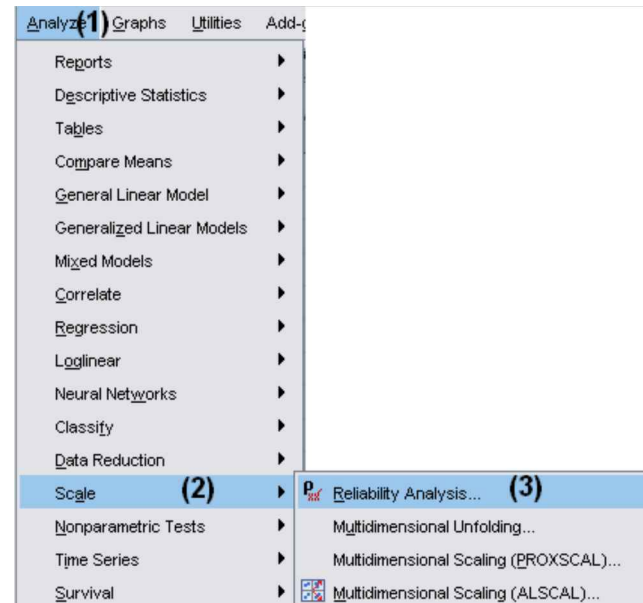 Analyze (1) Graphs Utilities Add-
Reports
Descriptive Statistics
Tables
Compare Means
General Linear Model
Generalized Linear Models
Mixed Models
Correlate
Regression
Loglinear
Neural Networks
Classify
Data Reduction
Scale (2) Reliability Analysis... (3)
Nonparametric Tests Multidimensional Unfolding...
Time Series Multidimensional Scaling (PROXSCAL)...
Survival Multidimensional Scaling (ALSCAL)...